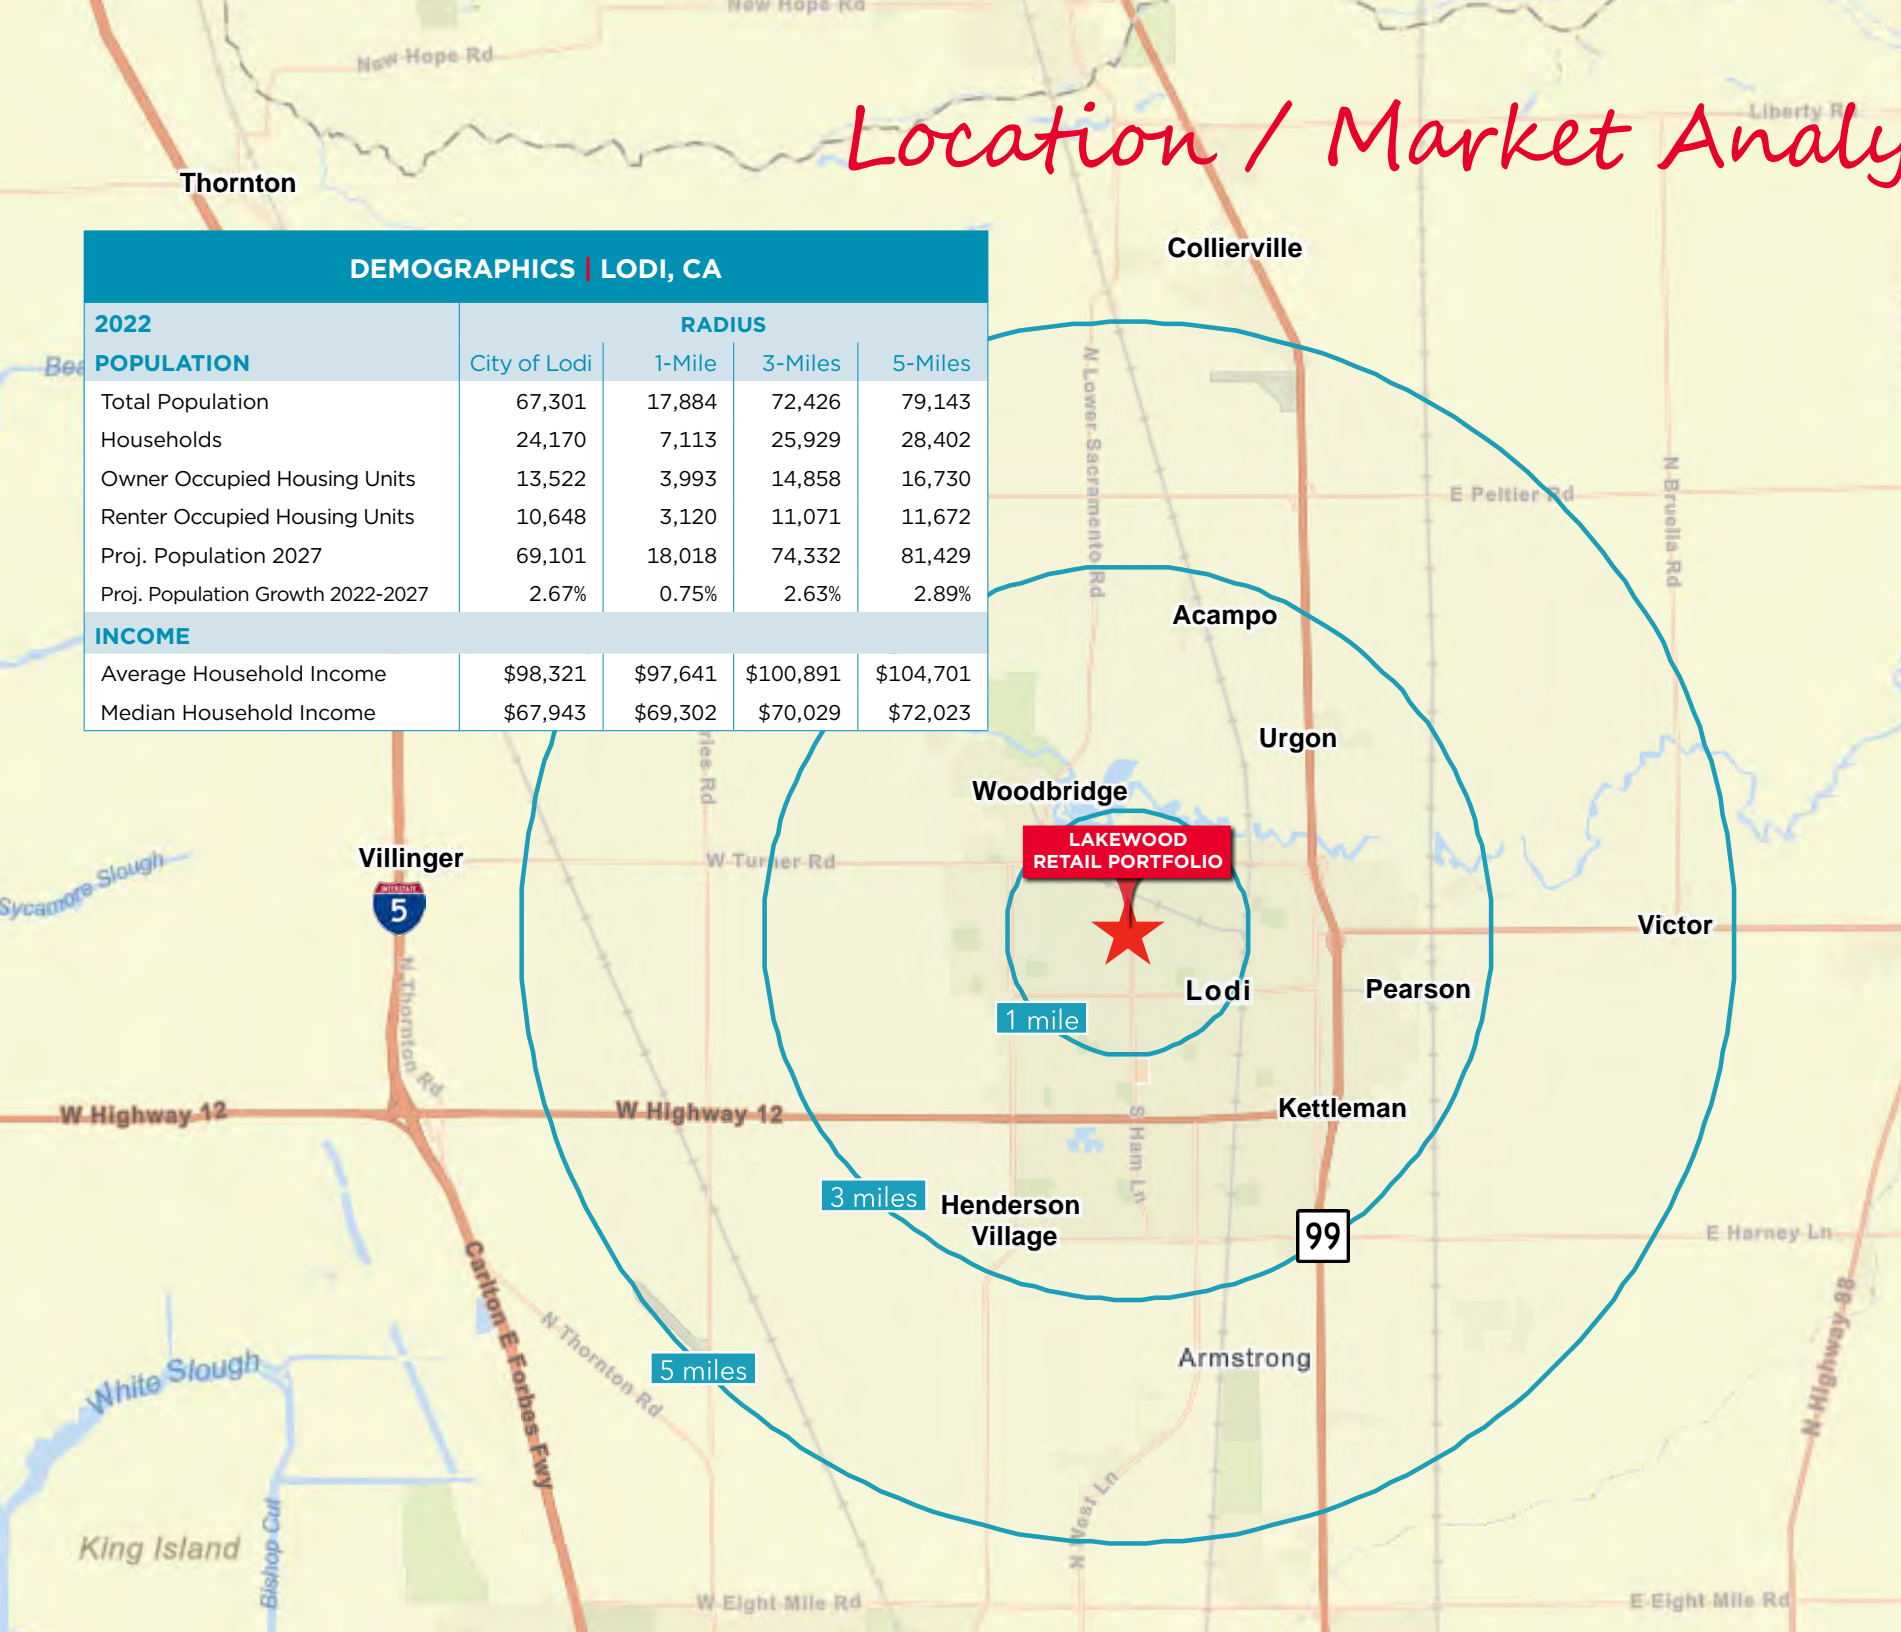 New Hope Rd
New Hope Rd
Location / Market Analy
Liberty R
Thornton
Collierville
DEMOGRAPHICS | LODI, CA
2022 RADIUS
POPULATION City of Lodi 1-Mile 3-Miles 5-Miles
Total Population 67,301 17,884 72,426 79,143
Households 24,170 7,113 25,929 28,402
Owner Occupied Housing Units 13,522 3,993 14,858 16,730
Renter Occupied Housing Units 10,648 3,120 11,071 11,672
Proj. Population 2027 69,101 18,018 74,332 81,429
Proj. Population Growth 2022-2027 2.67% 0.75% 2.63% 2.89%
INCOME
Average Household Income $98,321 $97,641 $100,891 $104,701
Median Household Income $67,943 $69,302 $70,029 $72,023
Bea
N Lower Sacramento Rd
E Peltier Rd
N Bruella Rd
Acampo
Urgon
Woodbridge
ries Rd
LAKEWOOD
RETAIL PORTFOLIO
Villinger
W Turner Rd
Sycamore Slough
INTERSTATE
5
Victor
N Thornton Rd
Lodi
Pearson
1 mile
W Highway 12
W Highway 12
Kettleman
S Ham Ln
3 miles
Henderson
Village
99
E Harney Ln
Carlton E Forbes Fwy
N Thornton Rd
N Highway 88
5 miles
Armstrong
White Slough
N West Ln
King Island
Bishop Cut
W Eight Mile Rd
E Eight Mile Rd